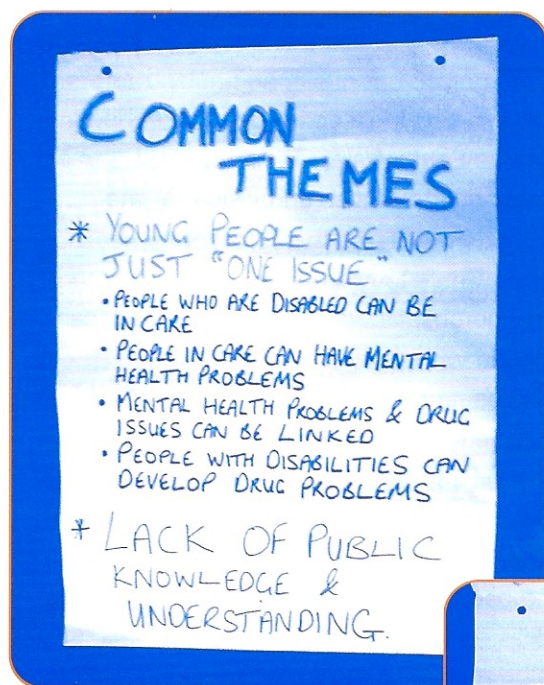 COMMON
THEMES
* YOUNG PEOPLE ARE NOT
JUST "ONE ISSUE"
• PEOPLE WHO ARE DISABLED CAN BE
IN CARE
• PEOPLE IN CARE CAN HAVE MENTAL
HEALTH PROBLEMS
• MENTAL HEALTH PROBLEMS & DRUG
ISSUES CAN BE LINKED
• PEOPLE WITH DISABILITIES CAN
DEVELOP DRUG PROBLEMS
* LACK OF PUBLIC
KNOWLEDGE &
UNDERSTANDING.